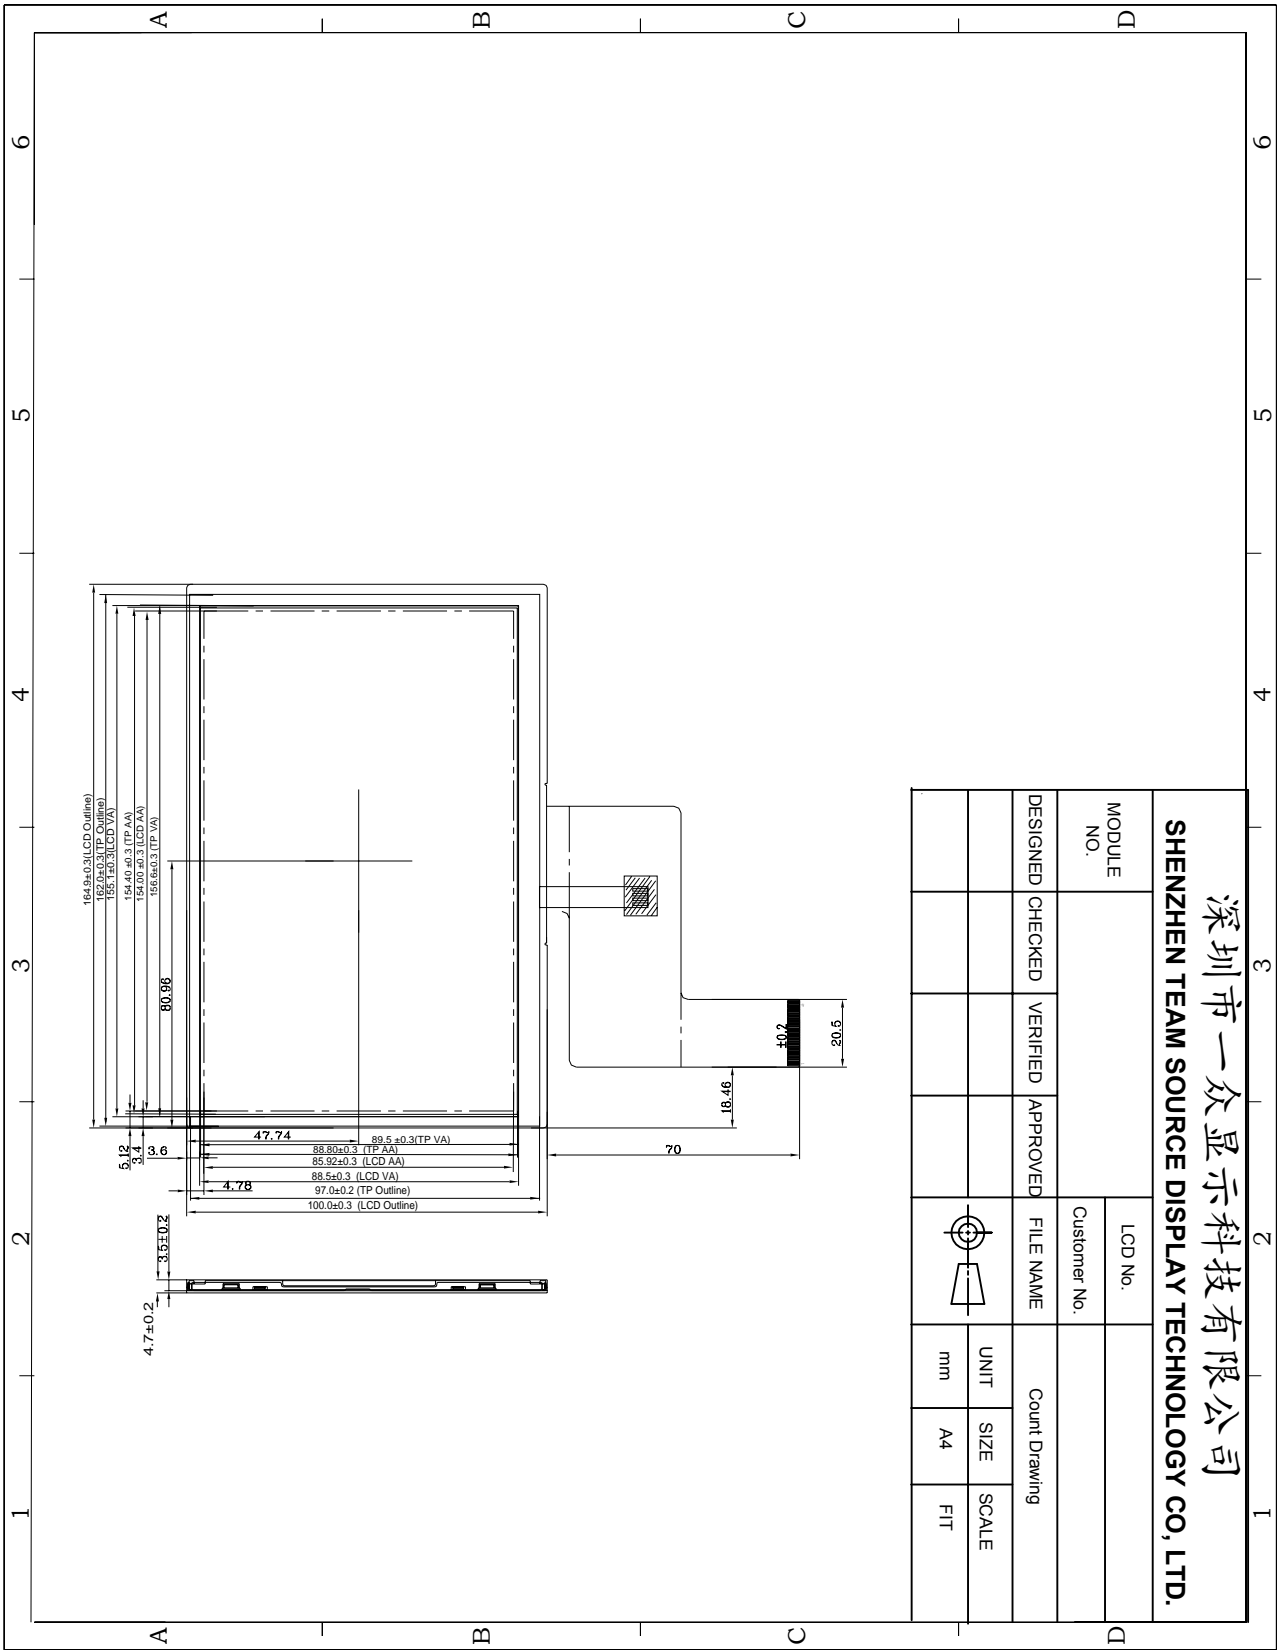 A
B
C
D
6
5
4
3
2
1
6
5
4
3
2
1
A
B
C
D
164.9±0.3(LCD Outline)
162.0±0.3(TP Outline)
155.1±0.3(LCD VA)
154.40 ±0.3 (TP AA)
154.00 ±0.3 (LCD AA)
156.6±0.3 (TP VA)
80.96
5.12
3.4
3.6
47.74
89.5 ±0.3(TP VA)
88.80±0.3 (TP AA)
85.92±0.3 (LCD AA)
88.5±0.3 (LCD VA)
4.78
97.0±0.2 (TP Outline)
100.0±0.3 (LCD Outline)
±0.2
20.5
18.46
70
3.5±0.2
4.7±0.2
深圳市一众显示科技有限公司
SHENZHEN TEAM SOURCE DISPLAY TECHNOLOGY CO, LTD.
MODULE
NO.
LCD No.
Customer No.
DESIGNED
CHECKED
VERIFIED
APPROVED
FILE NAME
Count Drawing
UNIT
SIZE
SCALE
mm
A4
FIT